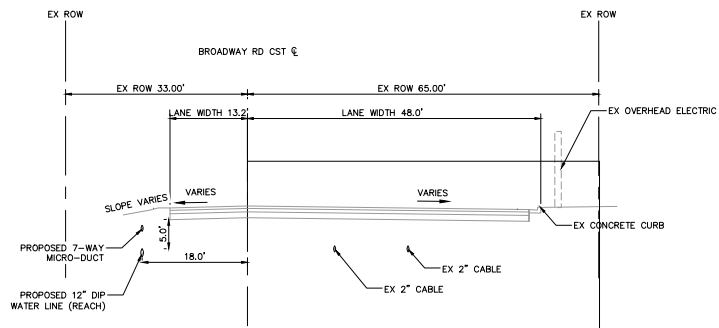 EX ROW
EX ROW
BROADWAY RD CST ℄
EX ROW 33.00'
EX ROW 65.00'
LANE WIDTH 13.2'
LANE WIDTH 48.0'
EX OVERHEAD ELECTRIC
SLOPE VARIES
VARIES
VARIES
EX CONCRETE CURB
PROPOSED 7-WAY
MICRO-DUCT
5.0'
18.0'
EX 2" CABLE
EX 2" CABLE
PROPOSED 12" DIP
WATER LINE (REACH)